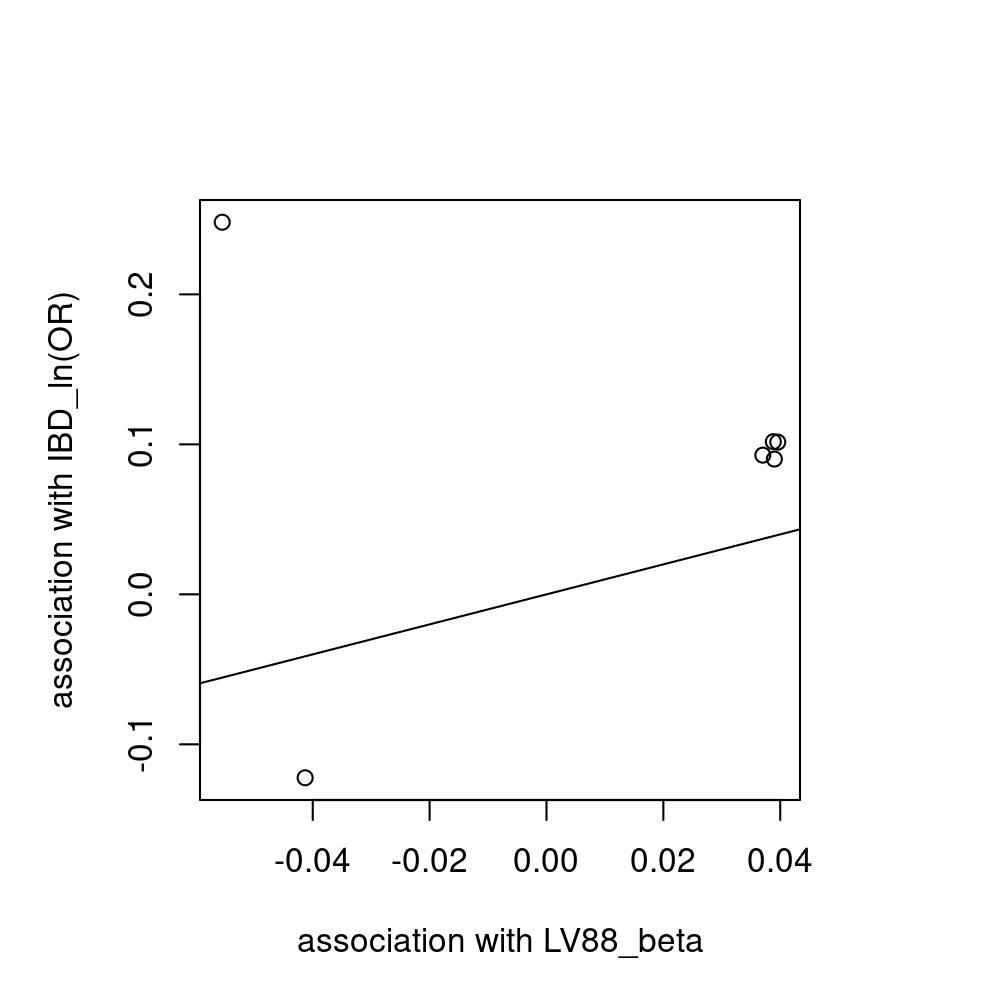 association with IBD_ln(OR)
0.2
0.1
0.0
-0.1
-0.04 -0.02 0.00 0.02 0.04
association with LV88_beta